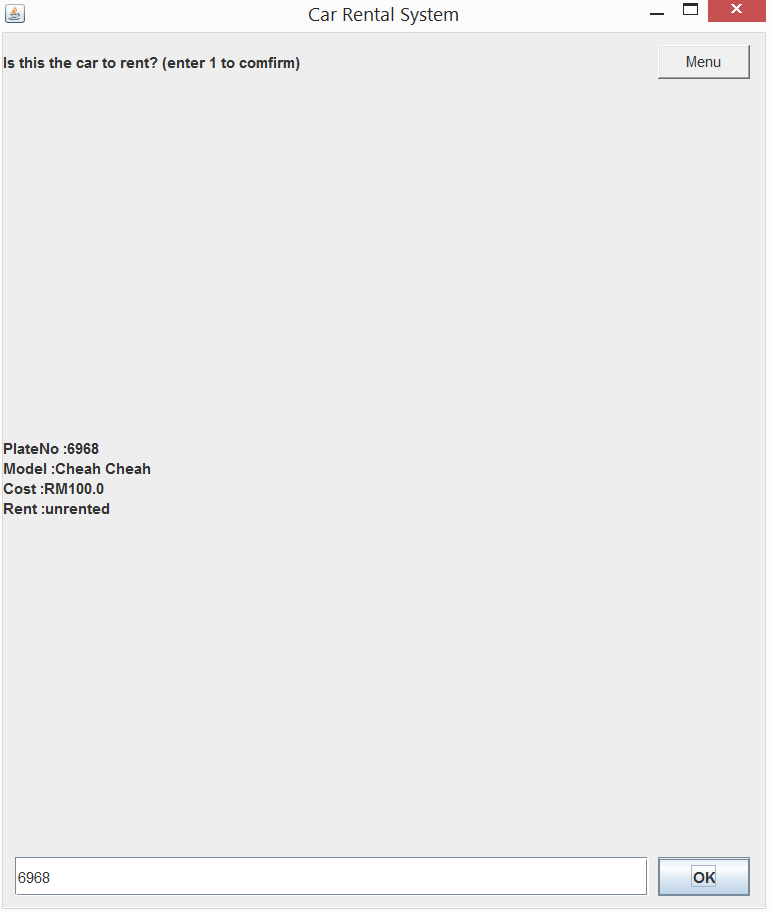 Car Rental System
Is this the car to rent? (enter 1 to comfirm)
Menu
PlateNo :6968
Model :Cheah Cheah
Cost :RM100.0
Rent :unrented
6968
OK